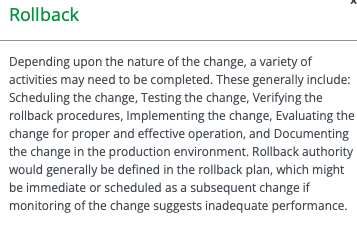 Rollback
Depending upon the nature of the change, a variety of
activities may need to be completed. These generally include:
Scheduling the change, Testing the change, Verifying the
rollback procedures, Implementing the change, Evaluating the
change for proper and effective operation, and Documenting
the change in the production environment. Rollback authority
would generally be defined in the rollback plan, which might
be immediate or scheduled as a subsequent change if
monitoring of the change suggests inadequate performance.